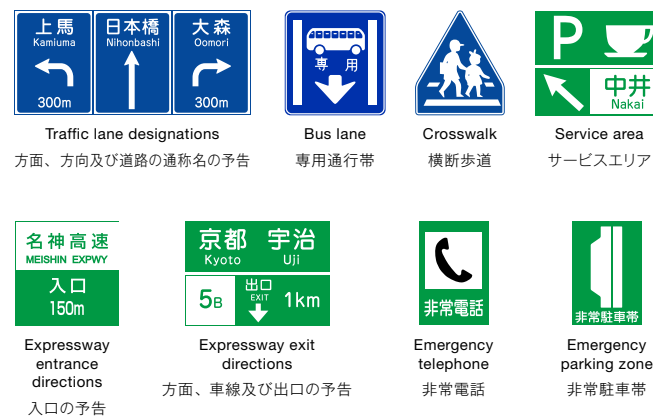 上馬
Kamiuma
300m
日本橋
Nihonbashi
大森
Oomori
300m
専用
P
中井
Nakai
Traffic lane designations
方面、方向及び道路の通称名の予告
Bus lane
専用通行帯
Crosswalk
横断歩道
Service area
サービスエリア
名神高速
MEISHIN EXPWY
入口
150m
京都 宇治
Kyoto Uji
5B
出口
EXIT
1km
非常電話
非常駐車帯
Expressway
entrance
directions
入口の予告
Expressway exit
directions
方面、車線及び出口の予告
Emergency
telephone
非常電話
Emergency
parking zone
非常駐車帯